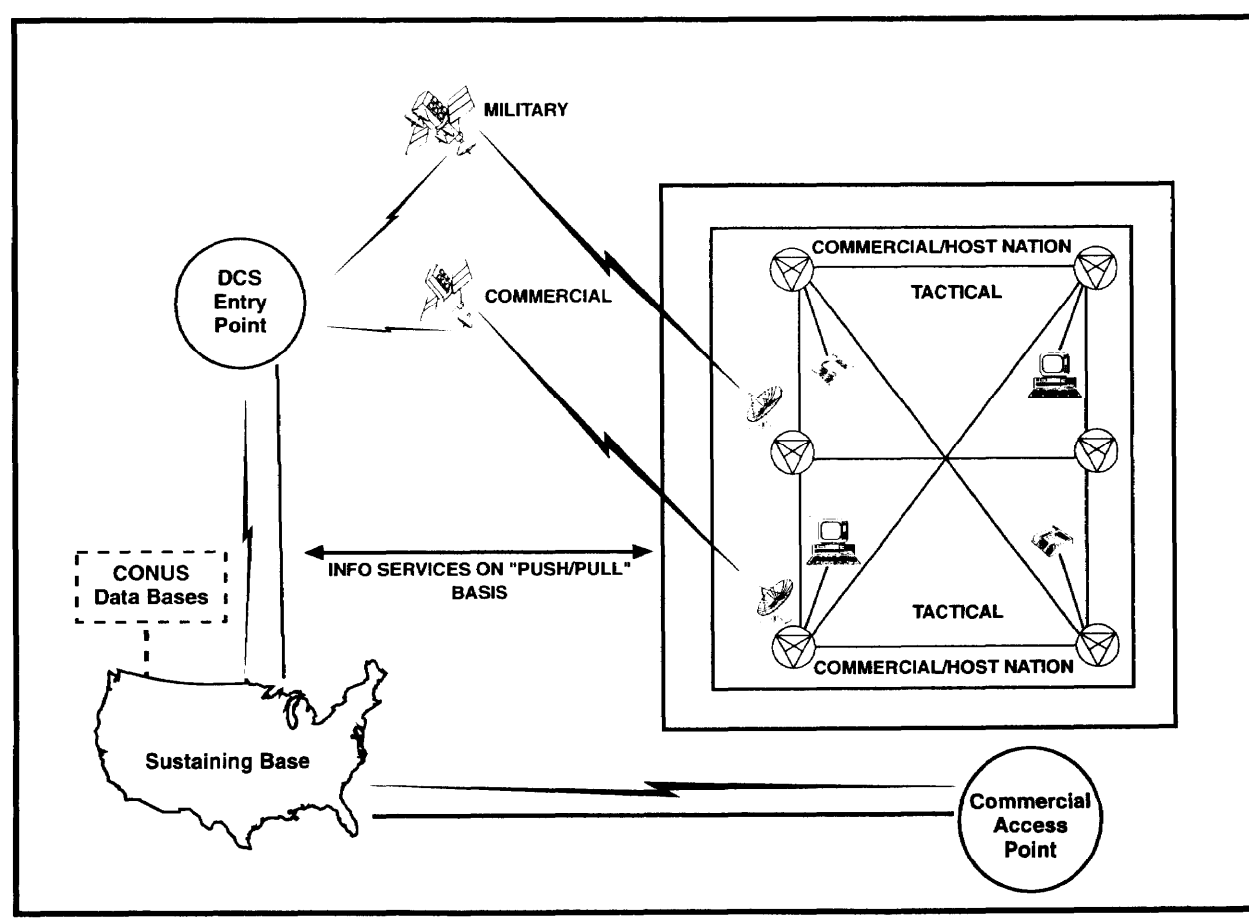 MILITARY
COMMERCIAL/HOST NATION
DCS
Entry
Point
COMMERCIAL
TACTICAL
INFO SERVICES ON "PUSH/PULL"
BASIS
CONUS
Data Bases
TACTICAL
COMMERCIAL/HOST NATION
Sustaining Base
Commercial
Access
Point